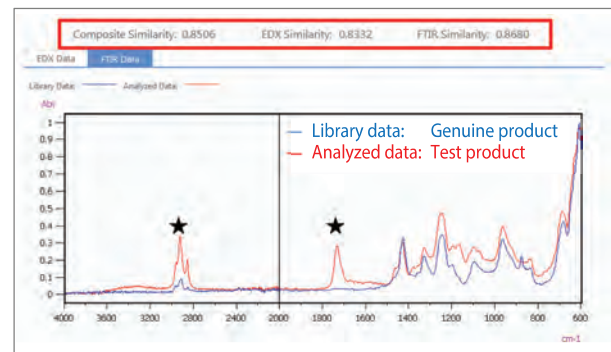 Composite Similarity: 0.8506 EDX Similarity: 0.8332 FTIR Similarity: 0.8680
EDX Data FTIR Data
Library Data: Analyzed Data:
Abs
Library data: Genuine product
Analyzed data: Test product
1
0.9
0.8
0.7
0.6
0.5
0.4
0.3
0.2
0.1
0
4000 3600 3200 2800 2400 2000 2000 1800 1600 1400 1200 1000 800 600
cm-1